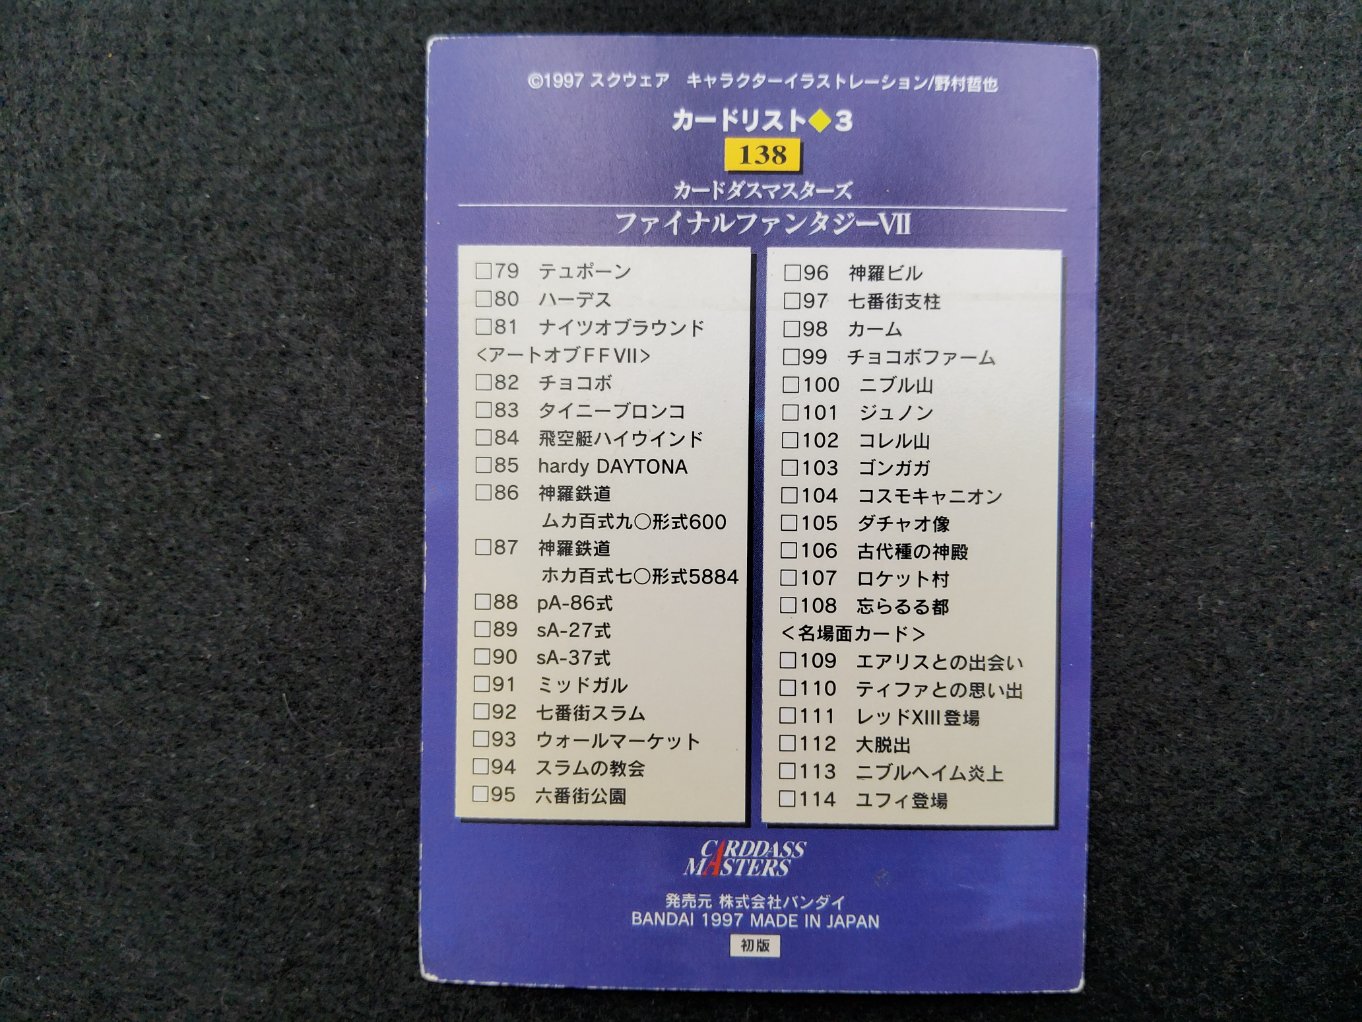 ©1997 スクウェア　キャラクターイラストレーション/野村哲也
カードリスト◆3
138
カードダスマスターズ
ファイナルファンタジーVII
□79 テュポーン
□80 ハーデス
□81 ナイツオブラウンド
<アートオブFFVII>
□82 チョコボ
□83 タイニーブロンコ
□84 飛空艇ハイウインド
□85 hardy DAYTONA
□86 神羅鉄道
ムカ百式九〇形式600
□87 神羅鉄道
ホカ百式七〇形式5884
□88 pA-86式
□89 sA-27式
□90 sA-37式
□91 ミッドガル
□92 七番街スラム
□93 ウォールマーケット
□94 スラムの教会
□95 六番街公園
□96 神羅ビル
□97 七番街支柱
□98 カーム
□99 チョコボファーム
□100 ニブル山
□101 ジュノン
□102 コレル山
□103 ゴンガガ
□104 コスモキャニオン
□105 ダチャオ像
□106 古代種の神殿
□107 ロケット村
□108 忘らるる都
<名場面カード>
□109 エアリスとの出会い
□110 ティファとの思い出
□111 レッドXIII登場
□112 大脱出
□113 ニブルヘイム炎上
□114 ユフィ登場
CARDDASS
MASTERS
発売元 株式会社バンダイ
BANDAI 1997 MADE IN JAPAN
初版